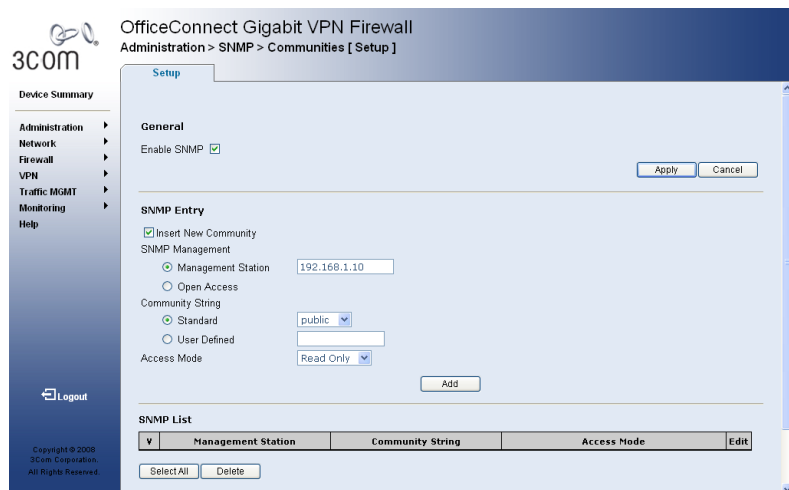 3COM
OfficeConnect Gigabit VPN Firewall
Administration > SNMP > Communities [ Setup ]
Setup
Device Summary
Administration
Network
Firewall
VPN
Traffic MGMT
Monitoring
Help
Logout
Copyright © 2008
3Com Corporation.
All Rights Reserved.
General
Enable SNMP
Apply Cancel
SNMP Entry
Insert New Community
SNMP Management
Management Station 192.168.1.10
Open Access
Community String
Standard public
User Defined
Access Mode Read Only
Add
SNMP List
V Management Station Community String Access Mode Edit
Select All Delete